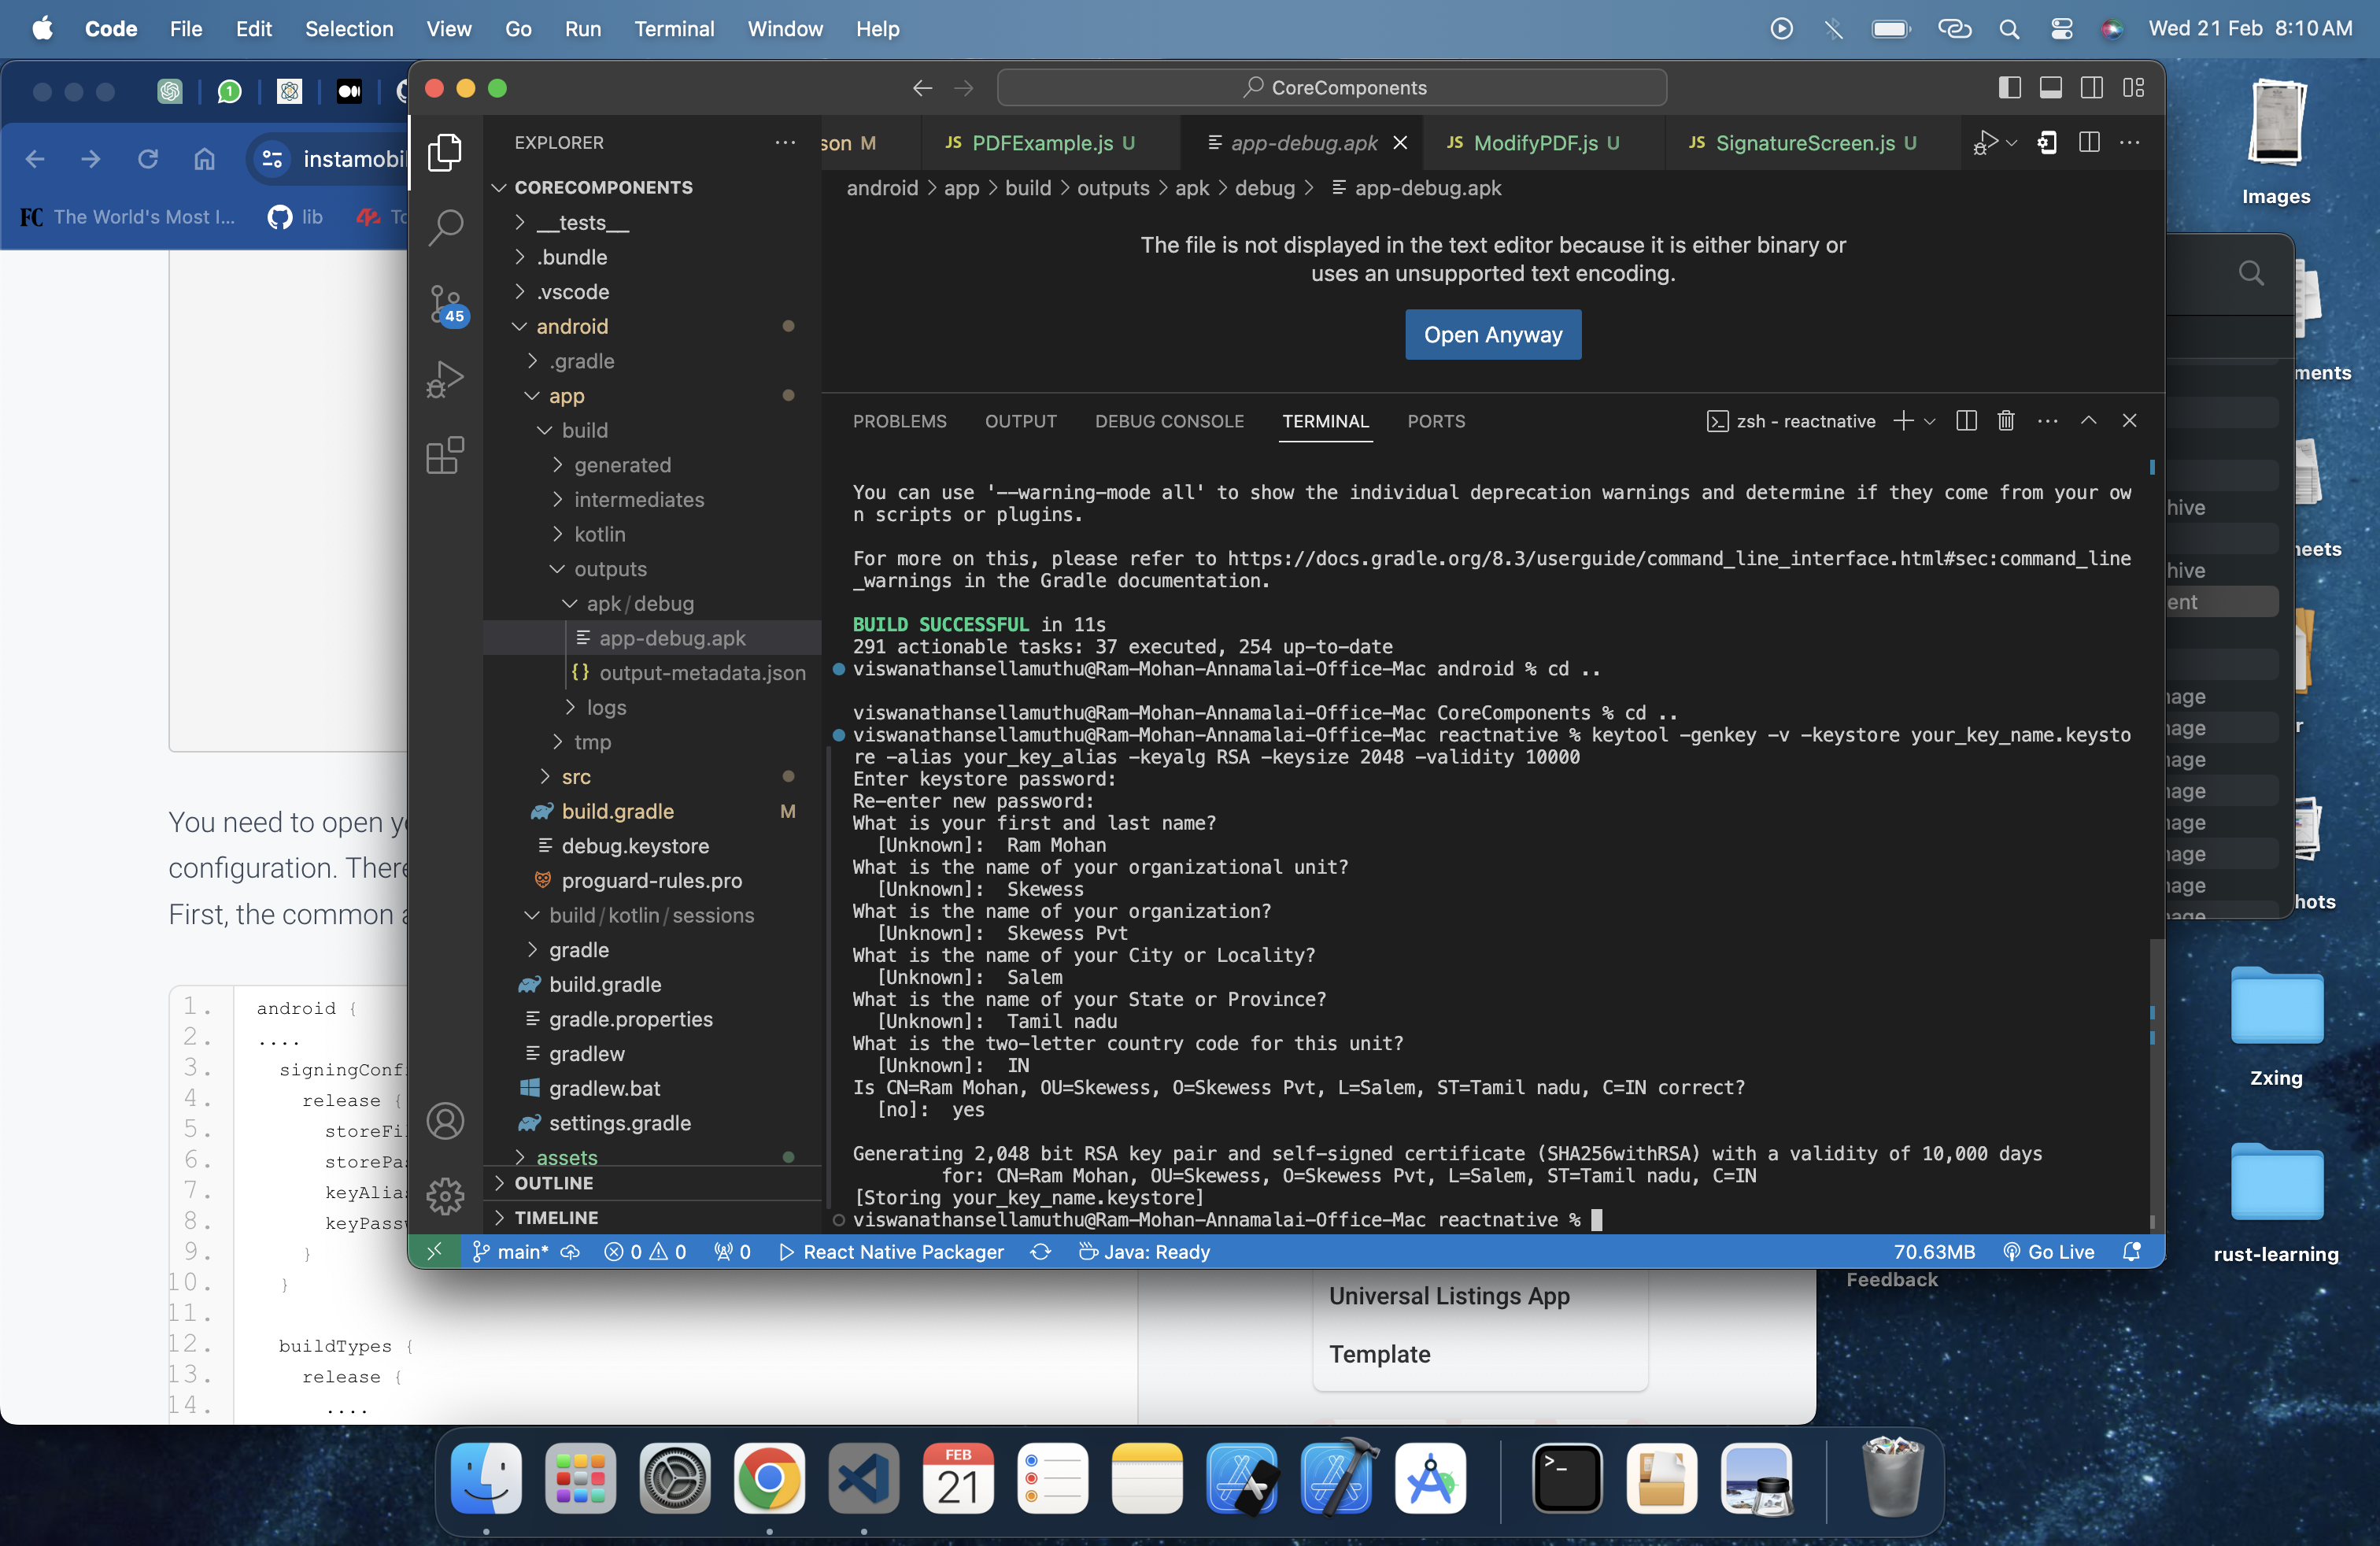 Code File Edit Selection View Go Run Terminal Window Help
Wed 21 Feb 8:10 AM
1
instamobil
FC The World's Most I...
lib
CoreComponents
EXPLORER
CORECOMPONENTS
__tests__
.bundle
.vscode
android
.gradle
app
build
generated
intermediates
kotlin
outputs
apk/debug
app-debug.apk
{} output-metadata.json
logs
tmp
src
build.gradle M
debug.keystore
proguard-rules.pro
build/kotlin/sessions
gradle
build.gradle
gradle.properties
gradlew
gradlew.bat
settings.gradle
assets
OUTLINE
TIMELINE
45
son M
JS PDFExample.js U
app-debug.apk
JS ModifyPDF.js U
JS SignatureScreen.js U
android > app > build > outputs > apk > debug > app-debug.apk
The file is not displayed in the text editor because it is either binary or
uses an unsupported text encoding.
Open Anyway
PROBLEMS OUTPUT DEBUG CONSOLE TERMINAL PORTS
zsh - reactnative
You can use '--warning-mode all' to show the individual deprecation warnings and determine if they come from your ow
n scripts or plugins.
For more on this, please refer to https://docs.gradle.org/8.3/userguide/command_line_interface.html#sec:command_line
_warnings in the Gradle documentation.
BUILD SUCCESSFUL in 11s
291 actionable tasks: 37 executed, 254 up-to-date
viswanathansellamuthu@Ram-Mohan-Annamalai-Office-Mac android % cd ..
viswanathansellamuthu@Ram-Mohan-Annamalai-Office-Mac CoreComponents % cd ..
viswanathansellamuthu@Ram-Mohan-Annamalai-Office-Mac reactnative % keytool -genkey -v -keystore your_key_name.keysto
re -alias your_key_alias -keyalg RSA -keysize 2048 -validity 10000
Enter keystore password:
Re-enter new password:
What is your first and last name?
[Unknown]: Ram Mohan
What is the name of your organizational unit?
[Unknown]: Skewess
What is the name of your organization?
[Unknown]: Skewess Pvt
What is the name of your City or Locality?
[Unknown]: Salem
What is the name of your State or Province?
[Unknown]: Tamil nadu
What is the two-letter country code for this unit?
[Unknown]: IN
Is CN=Ram Mohan, OU=Skewess, O=Skewess Pvt, L=Salem, ST=Tamil nadu, C=IN correct?
[no]: yes
Generating 2,048 bit RSA key pair and self-signed certificate (SHA256withRSA) with a validity of 10,000 days
for: CN=Ram Mohan, OU=Skewess, O=Skewess Pvt, L=Salem, ST=Tamil nadu, C=IN
[Storing your_key_name.keystore]
viswanathansellamuthu@Ram-Mohan-Annamalai-Office-Mac reactnative %
main* 0 0 0 React Native Packager Java: Ready 70.63MB Go Live
You need to open y
configuration. There
First, the common a
1. android {
2. ....
3. signingConf
4. release {
5. storeFi
6. storePa
7. keyAlia
8. keyPass
9. }
10. }
11.
12. buildTypes {
13. release {
14. ....
Universal Listings App
Template
Feedback
Images
ments
hive
heets
hive
ent
hots
Zxing
rust-learning
FEB
21